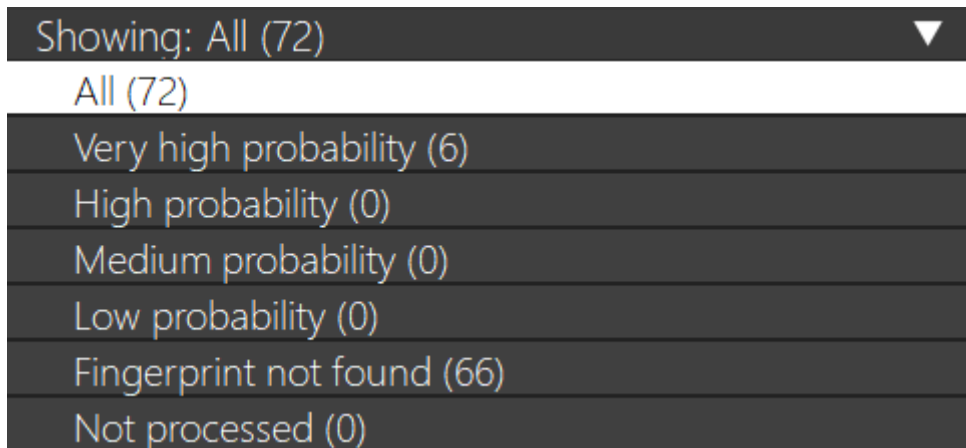 Showing: All (72)
All (72)
Very high probability (6)
High probability (0)
Medium probability (0)
Low probability (0)
Fingerprint not found (66)
Not processed (0)